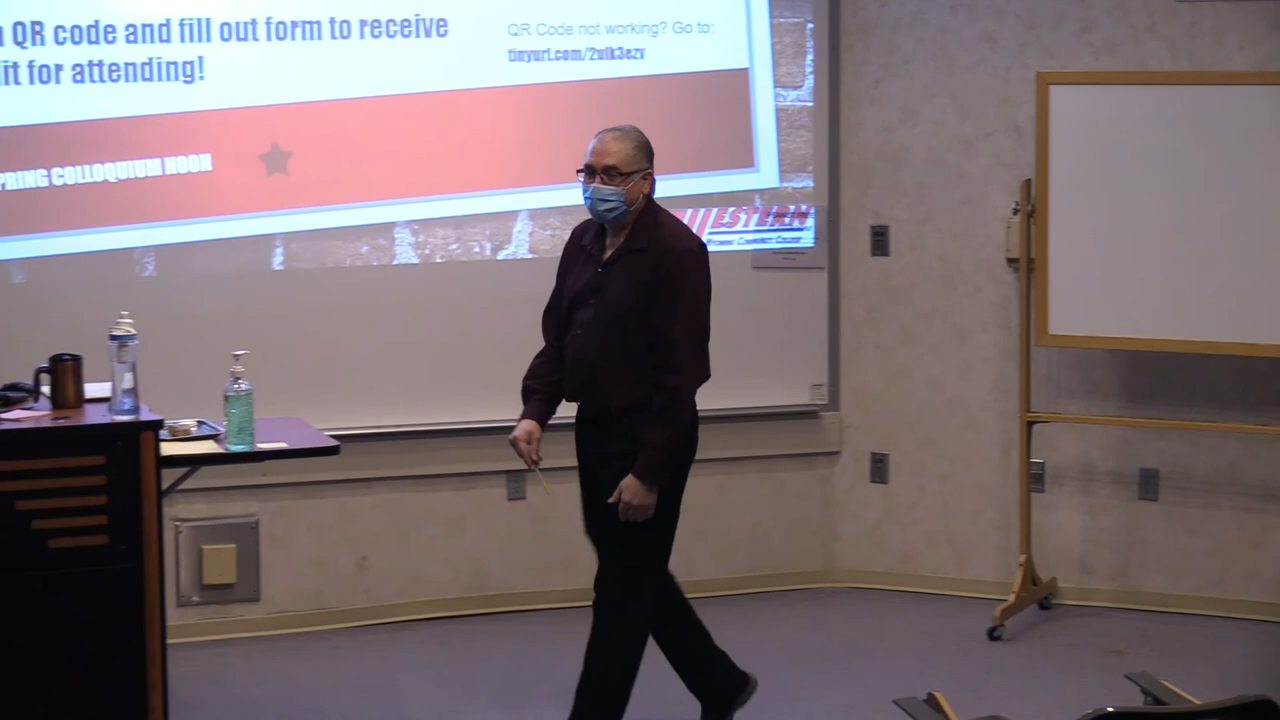 QR code and fill out form to receive
it for attending!
QR Code not working? Go to:
tinyurl.com/2ulk3ezv
PRING COLLOQUIUM NOON
WESTERN